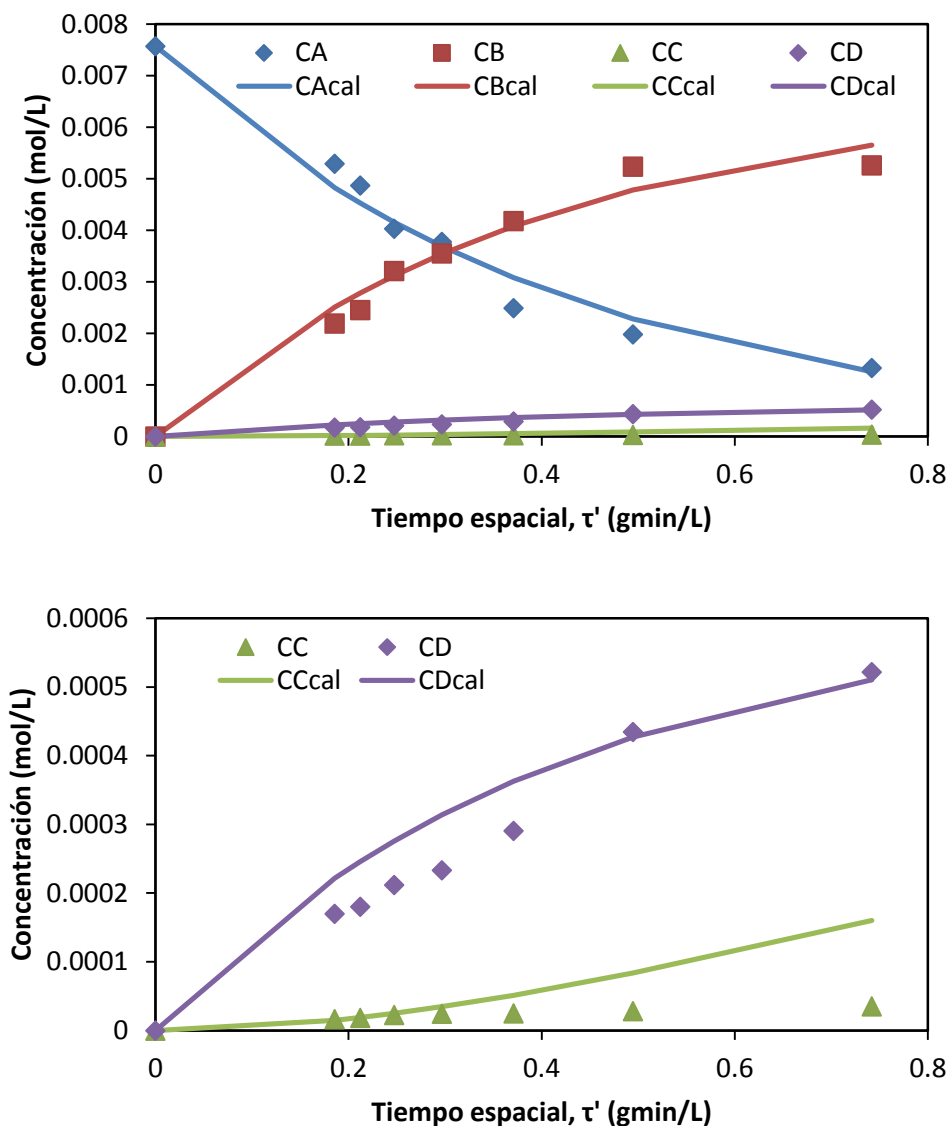 0.008
0.007
0.006
0.005
0.004
0.003
0.002
0.001
0
Concentración (mol/L)
CA CB CC CD
CAcal CBcal CCcal CDcal
0 0.2 0.4 0.6 0.8
Tiempo espacial, τ' (gmin/L)
0.0006
0.0005
0.0004
0.0003
0.0002
0.0001
0
Concentración (mol/L)
CC CD
CCcal CDcal
0 0.2 0.4 0.6 0.8
Tiempo espacial, τ' (gmin/L)